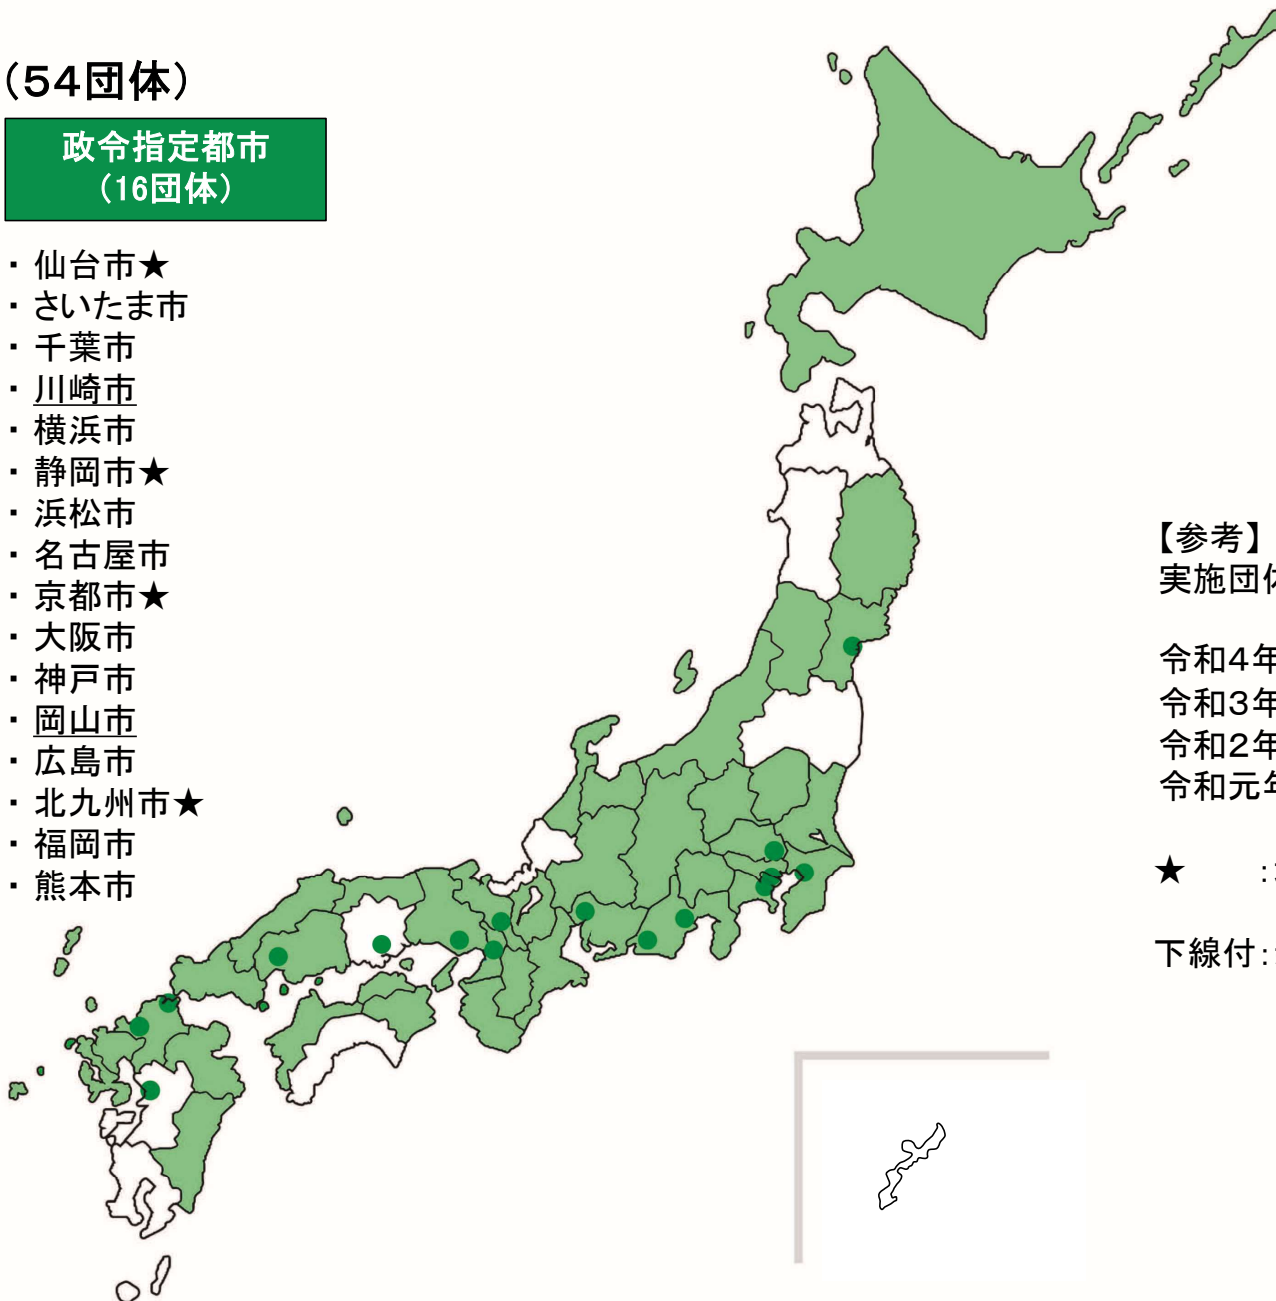 （54団体）
政令指定都市
（16団体）
・ 仙台市★
・ さいたま市
・ 千葉市
・ 川崎市
・ 横浜市
・ 静岡市★
・ 浜松市
・ 名古屋市
・ 京都市★
・ 大阪市
・ 神戸市
・ 岡山市
・ 広島市
・ 北九州市★
・ 福岡市
・ 熊本市
【参考】
実施団体
令和4年
令和3年
令和2年
令和元年
★ ：
下線付：